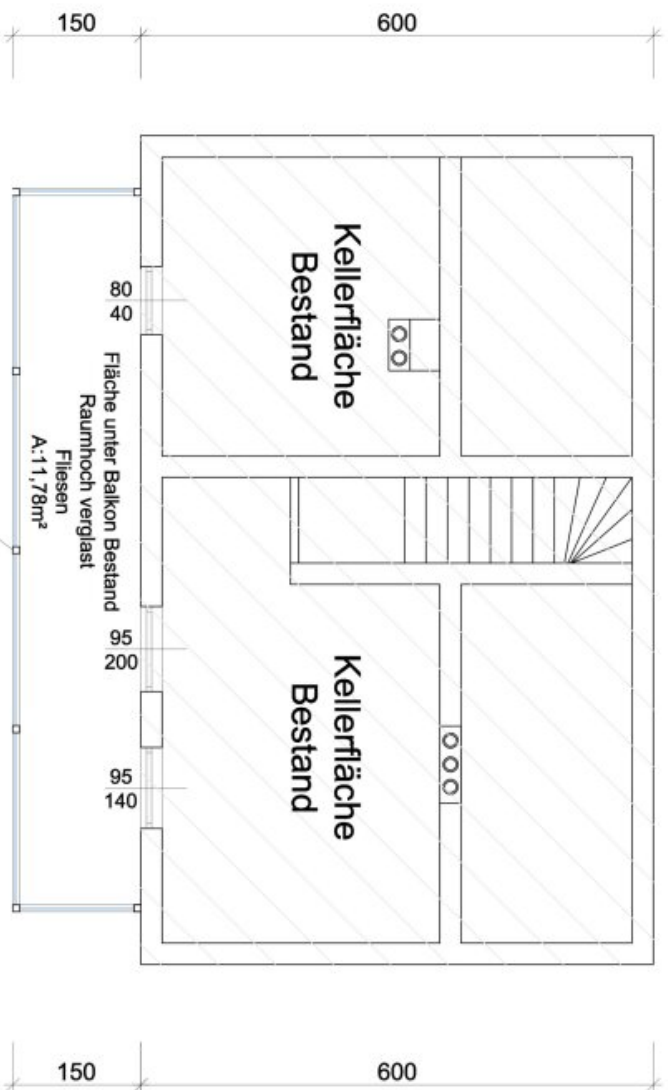 150
600
Kellerfläche
Bestand
80
40
Fläche unter Balkon Bestand
Raumhoch verglast
Fliesen
A:11,78m²
95
200
Kellerfläche
Bestand
95
140
150
600